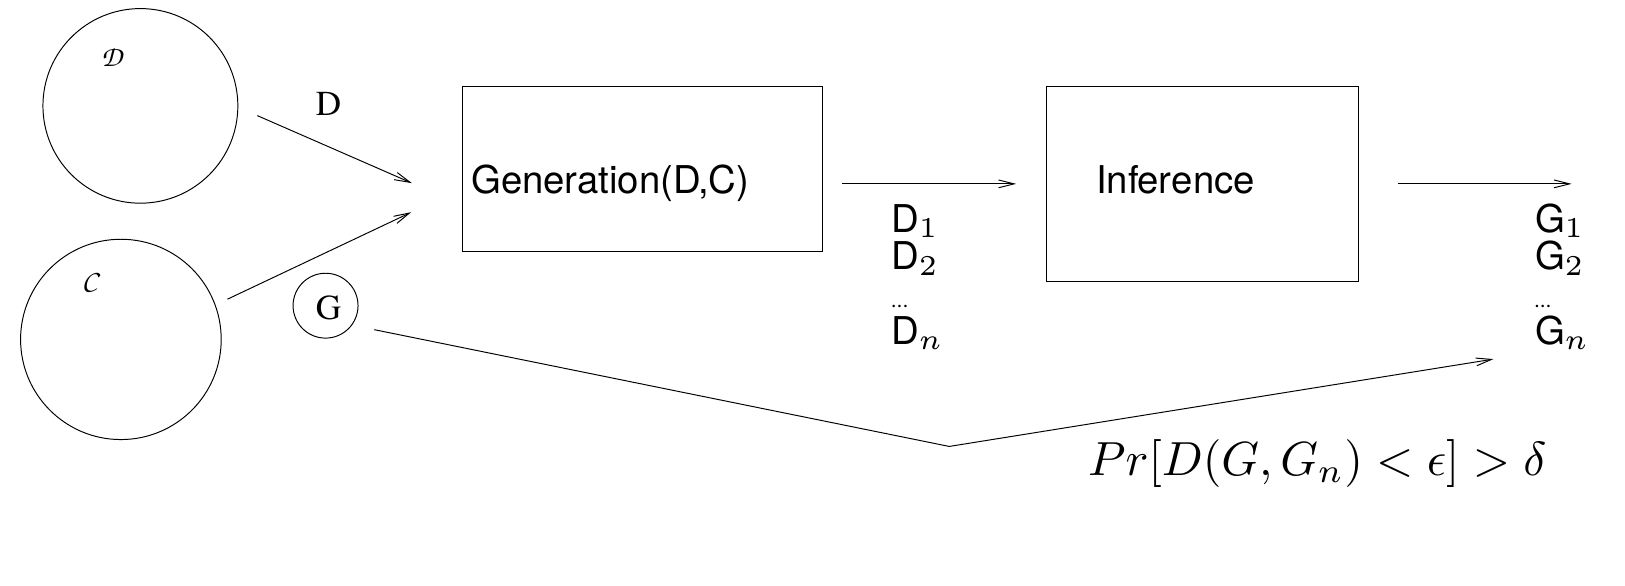 𝒟
D
Generation(D,C)
Inference
D₁
D₂
...
Dₙ
G₁
G₂
...
Gₙ
𝒞
G
Pr[D(G, Gₙ) < ϵ] > δ